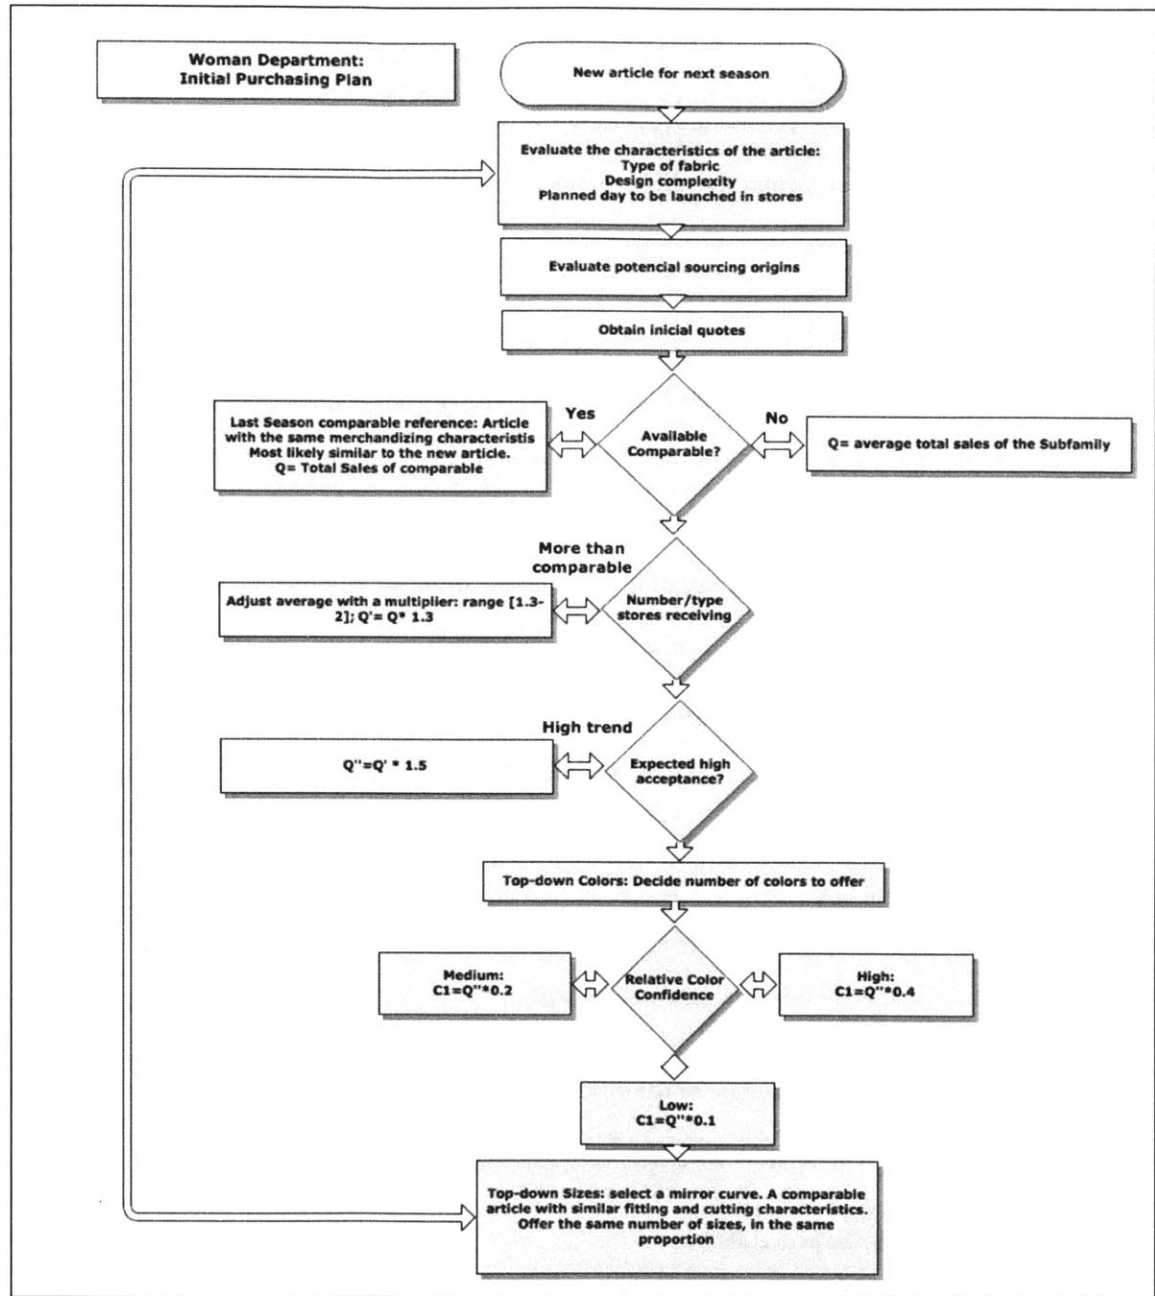 Woman Department:
Initial Purchasing Plan
New article for next season
Evaluate the characteristics of the article:
Type of fabric
Design complexity
Planned day to be launched in stores
Evaluate potencial sourcing origins
Obtain inicial quotes
Available
Comparable?
Yes
Last Season comparable reference: Article
with the same merchandizing characteristis
Most likely similar to the new article.
Q= Total Sales of comparable
No
Q= average total sales of the Subfamily
Number/type
stores receiving
More than
comparable
Adjust average with a multiplier: range [1.3-
2]; Q'= Q* 1.3
Expected high
acceptance?
High trend
Q''=Q' * 1.5
Top-down Colors: Decide number of colors to offer
Relative Color
Confidence
Medium:
C1=Q''*0.2
High:
C1=Q''*0.4
Low:
C1=Q''*0.1
Top-down Sizes: select a mirror curve. A comparable
article with similar fitting and cutting characteristics.
Offer the same number of sizes, in the same
proportion